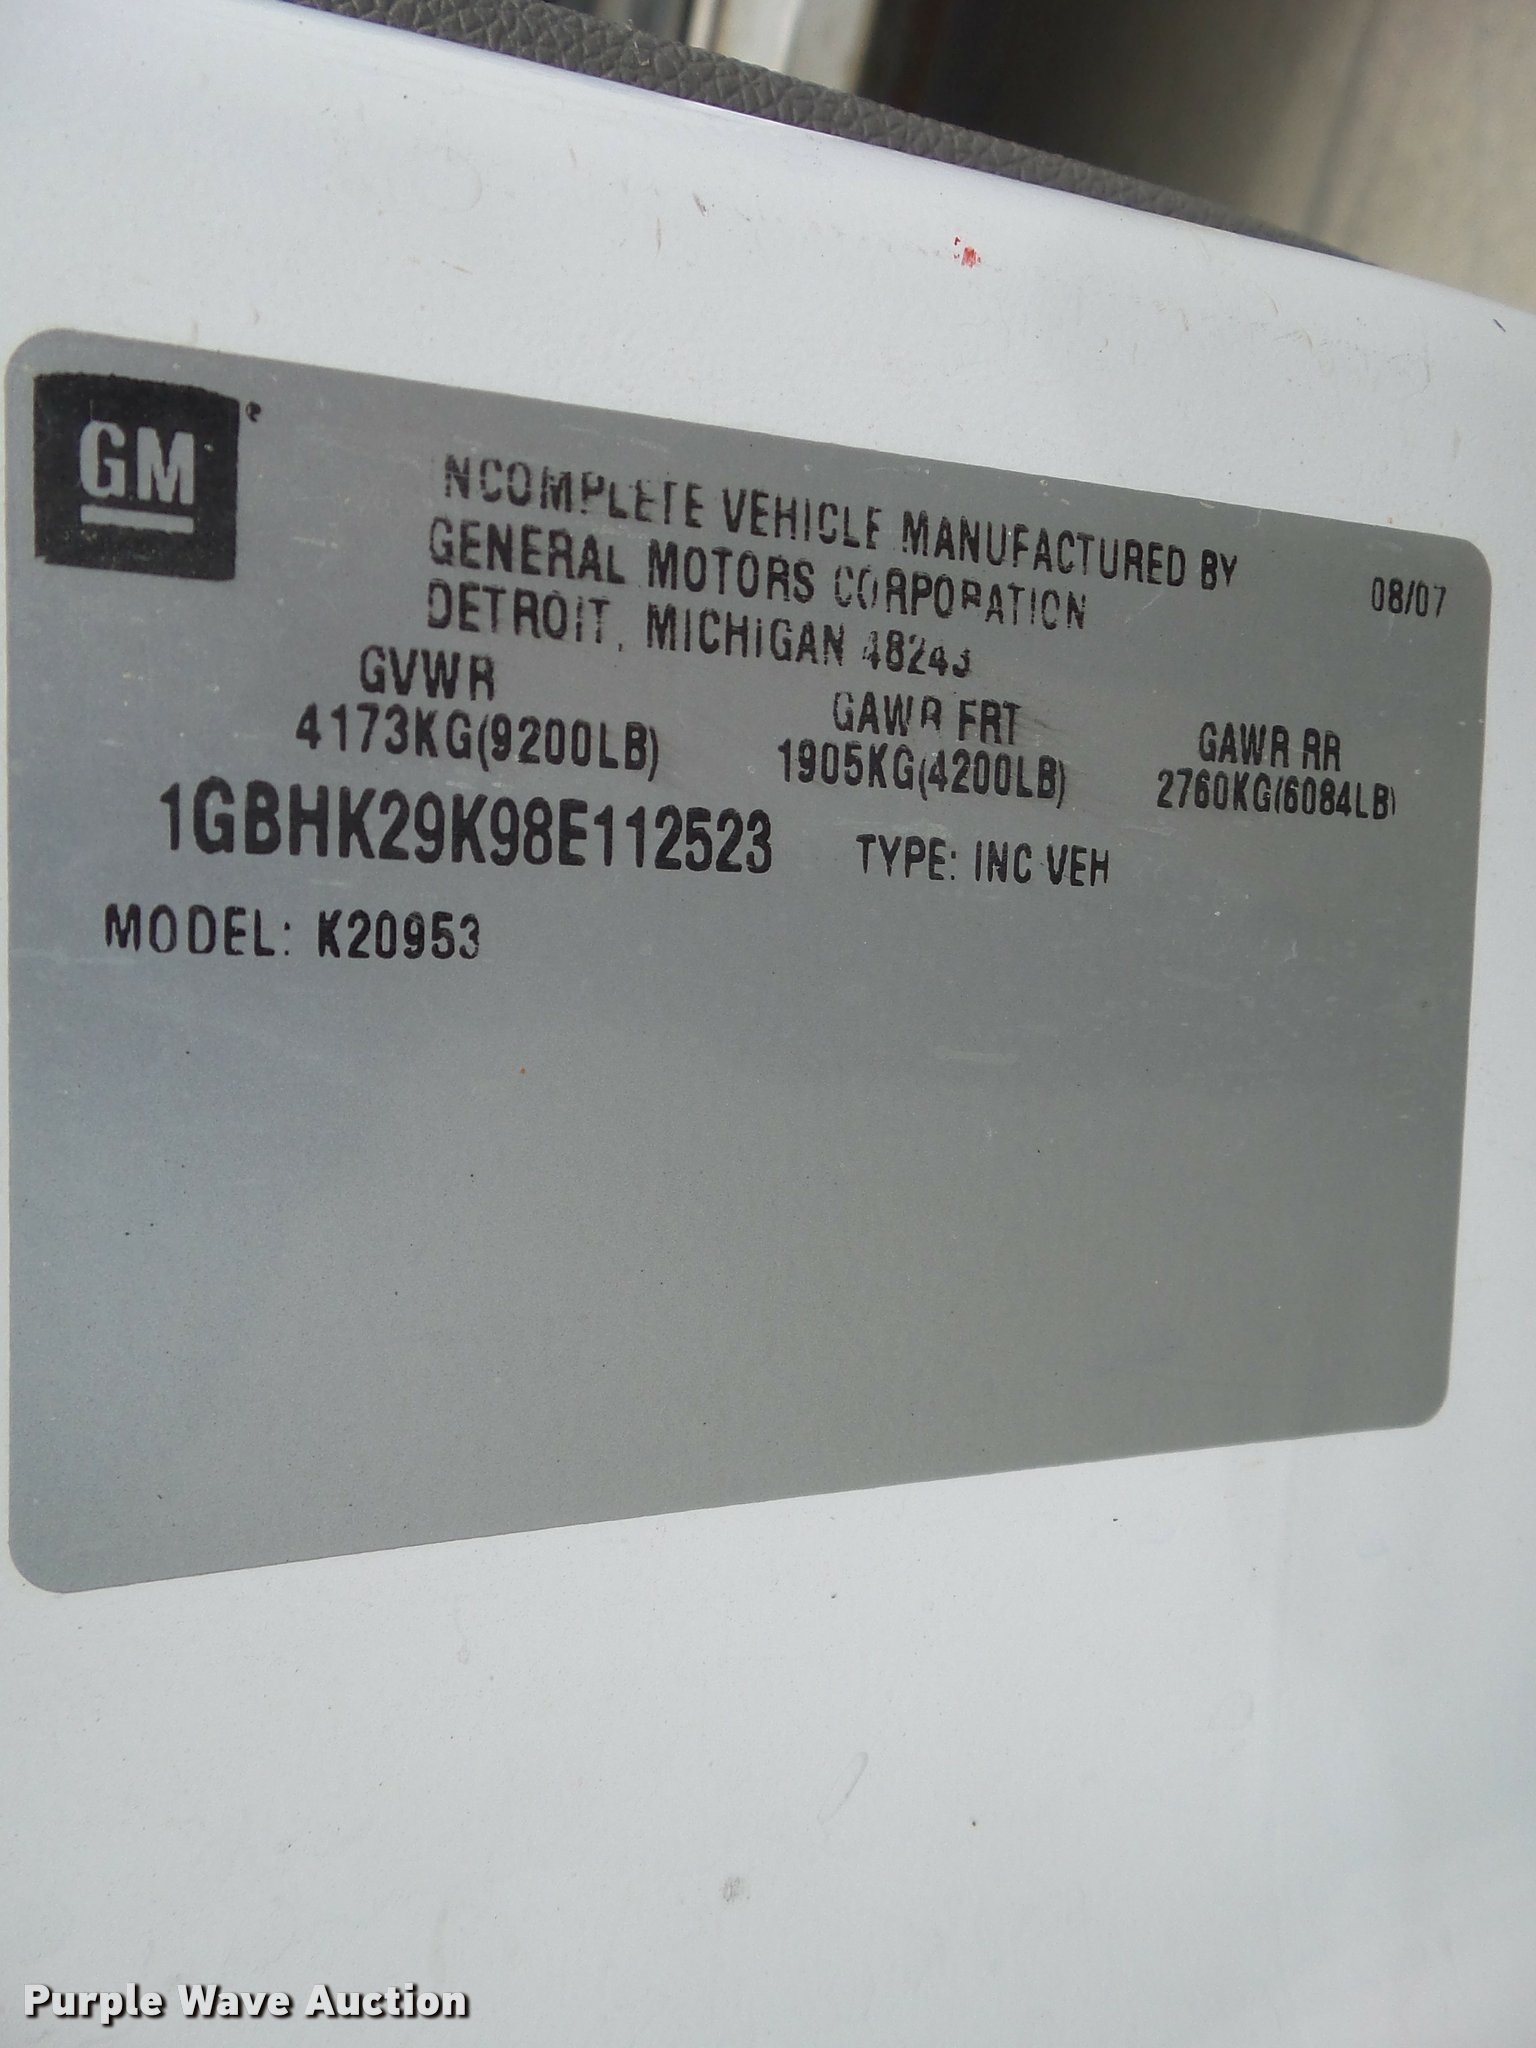 GM
NCOMPLETE VEHICLE MANUFACTURED BY
GENERAL MOTORS CORPORATION
08/07
DETROIT, MICHIGAN 48243
GVWR
4173KG(9200LB)
GAWR FRT
1905KG(4200LB)
GAWR RR
2760KG(6084LB)
1GBHK29K98E112523
TYPE: INC VEH
MODEL: K20953
Purple Wave Auction